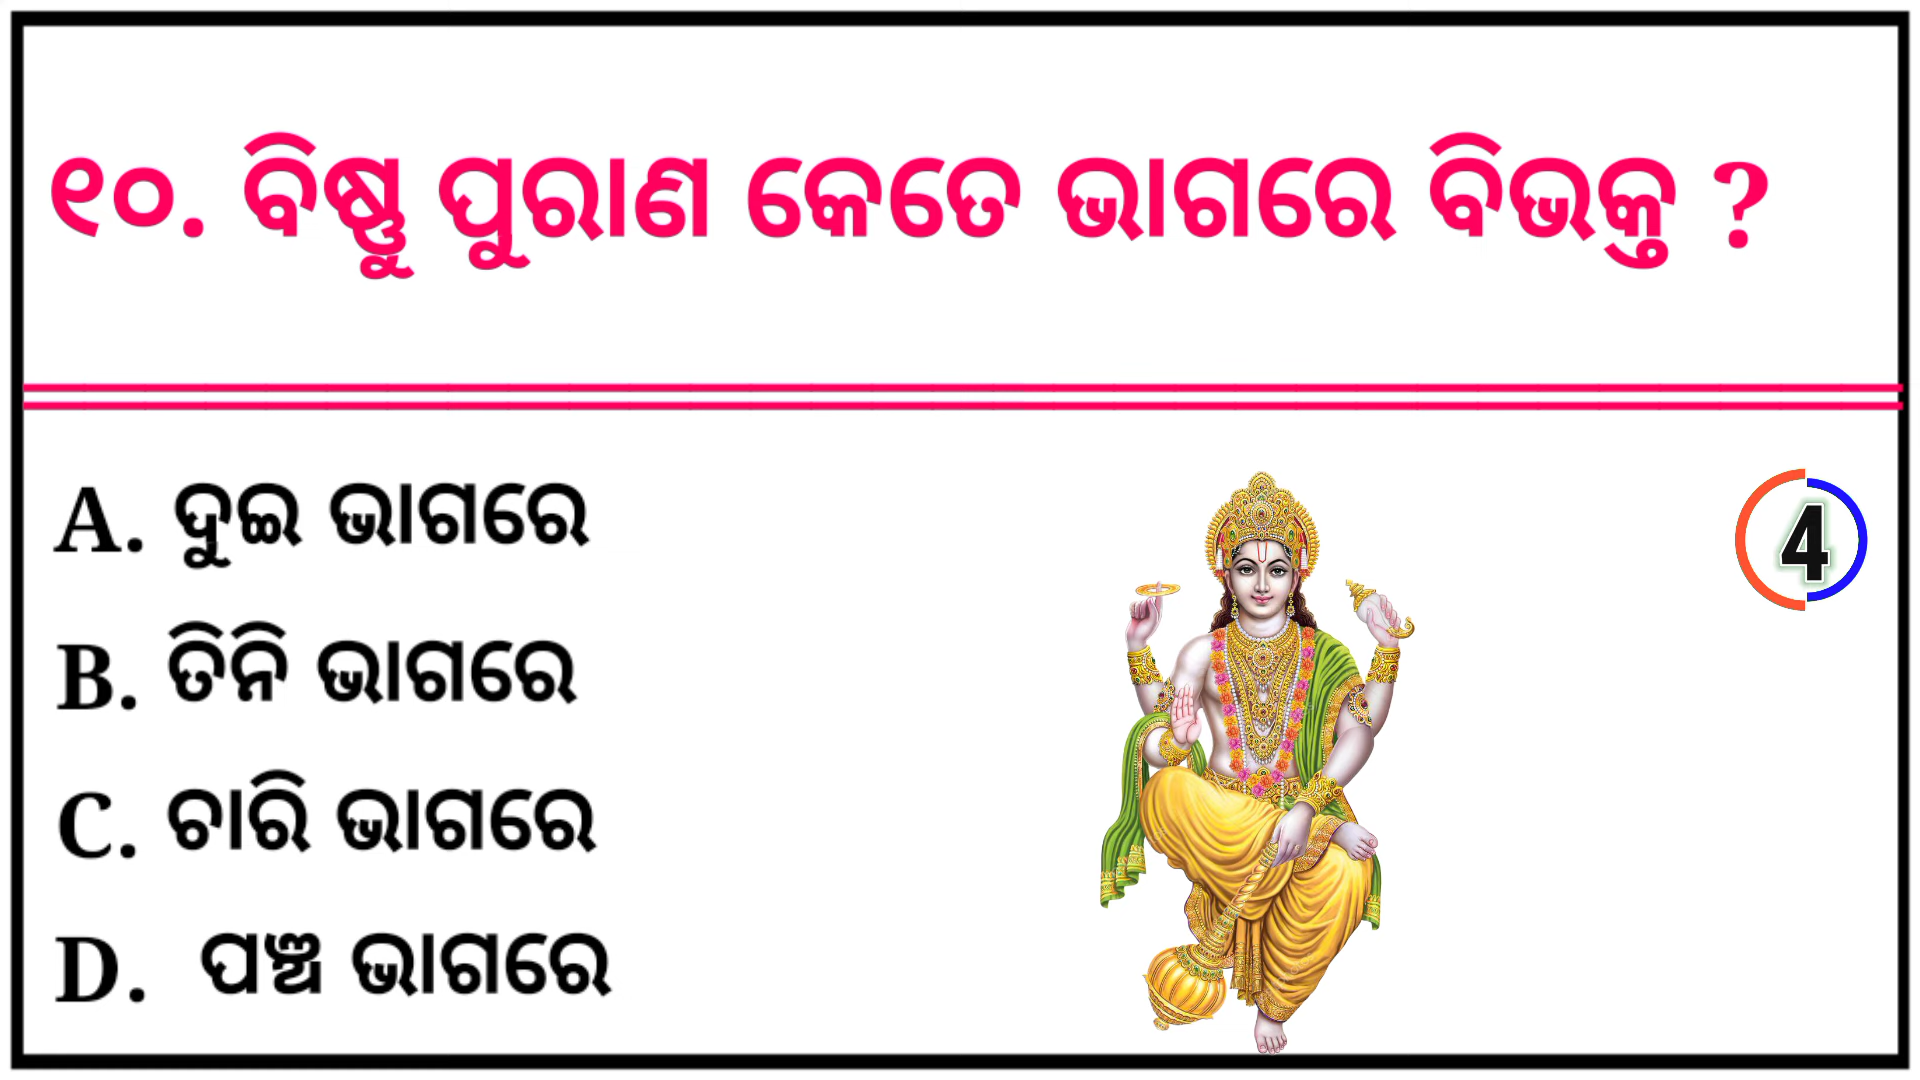 ୧୦. ବିଷ୍ଣୁ ପୁରାଣ କେତେ ଭାଗରେ ବିଭକ୍ତ ?
A. ଦୁଇ ଭାଗରେ
4
B. ତିନି ଭାଗରେ
C. ଚାରି ଭାଗରେ
D. ପଞ୍ଚ ଭାଗରେ